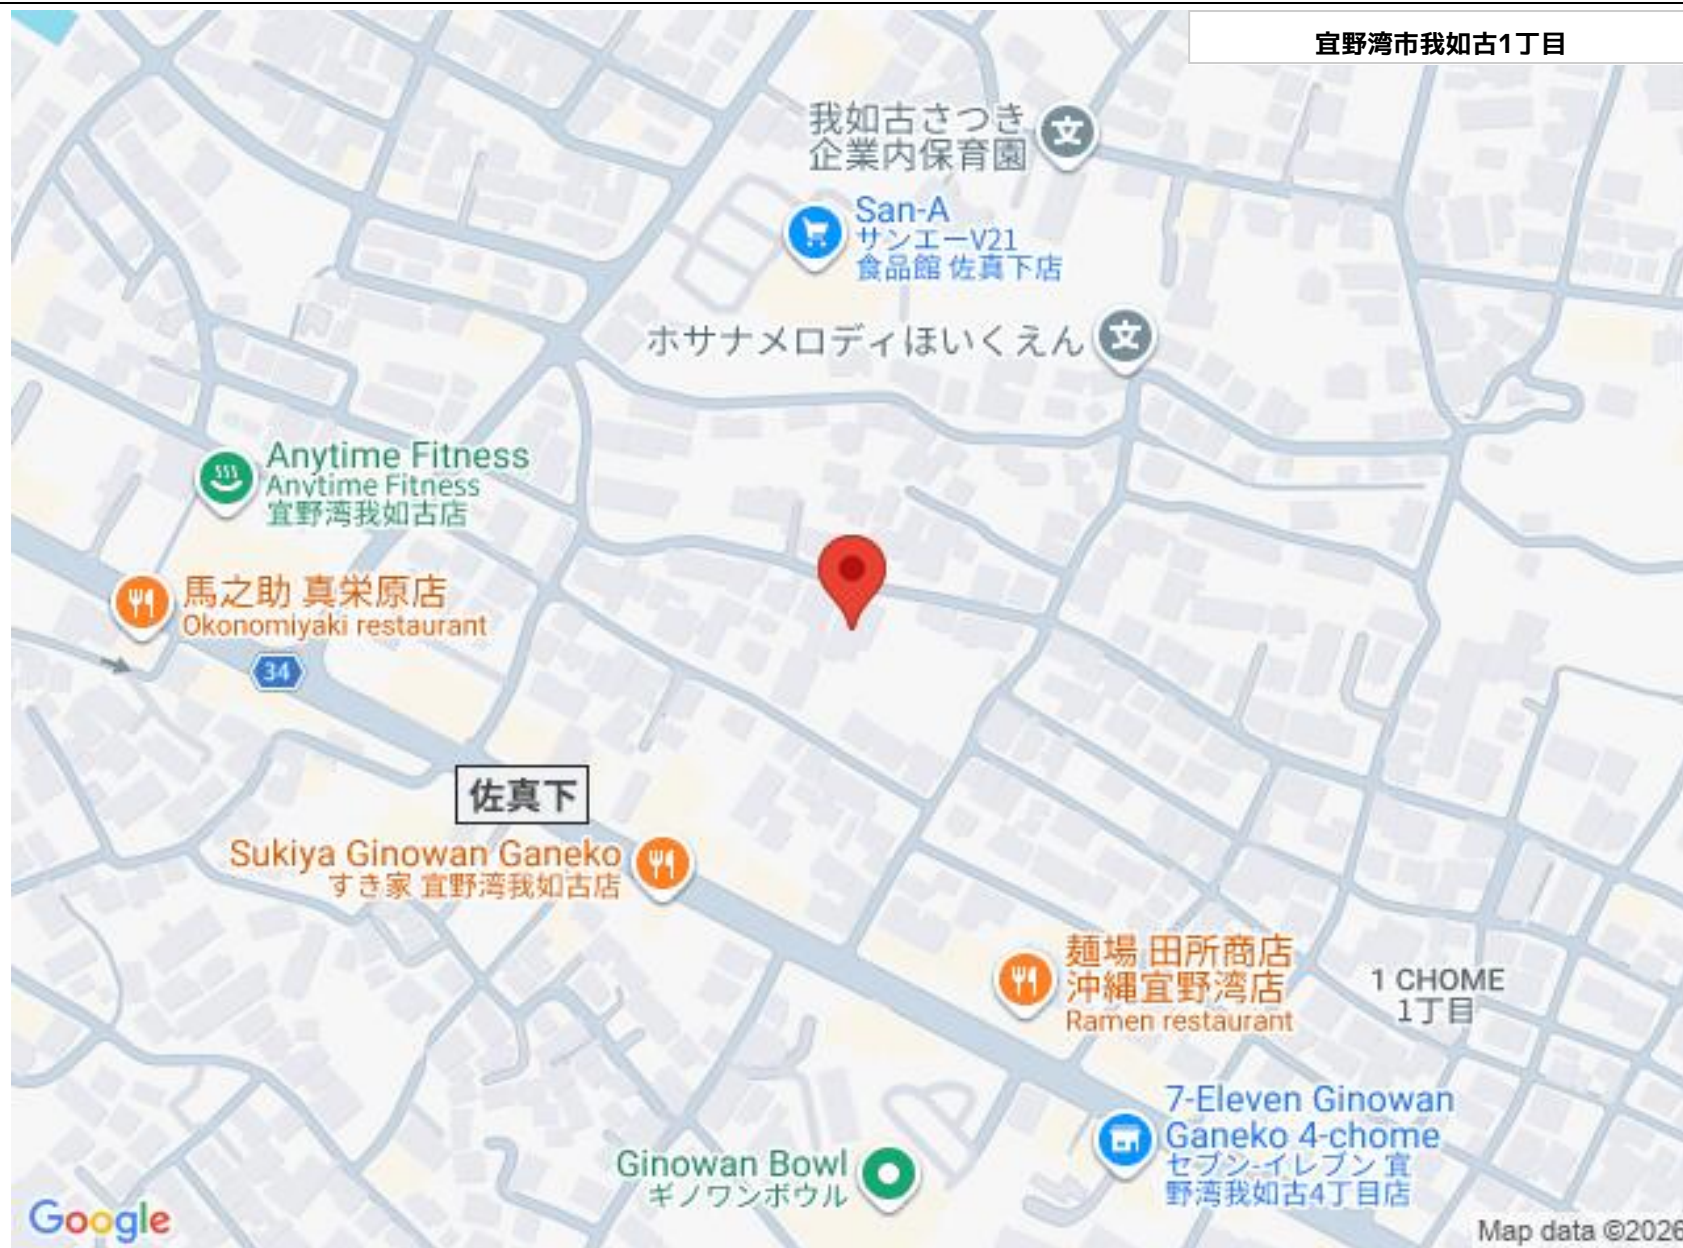 宜野湾市我如古1丁目
我如古さつき
企業内保育園
文
San-A
サンエーV21
食品館 佐真下店
ホサナメロディほいくえん
文
Anytime Fitness
Anytime Fitness
宜野湾我如古店
馬之助 真栄原店
Okonomiyaki restaurant
34
佐真下
Sukiya Ginowan Ganeko
すき家 宜野湾我如古店
麺場 田所商店
沖縄宜野湾店
Ramen restaurant
1 CHOME
1丁目
7-Eleven Ginowan
Ganeko 4-chome
セブン-イレブン 宜
野湾我如古4丁目店
Ginowan Bowl
ギノワンボウル
Google
Map data ©2026